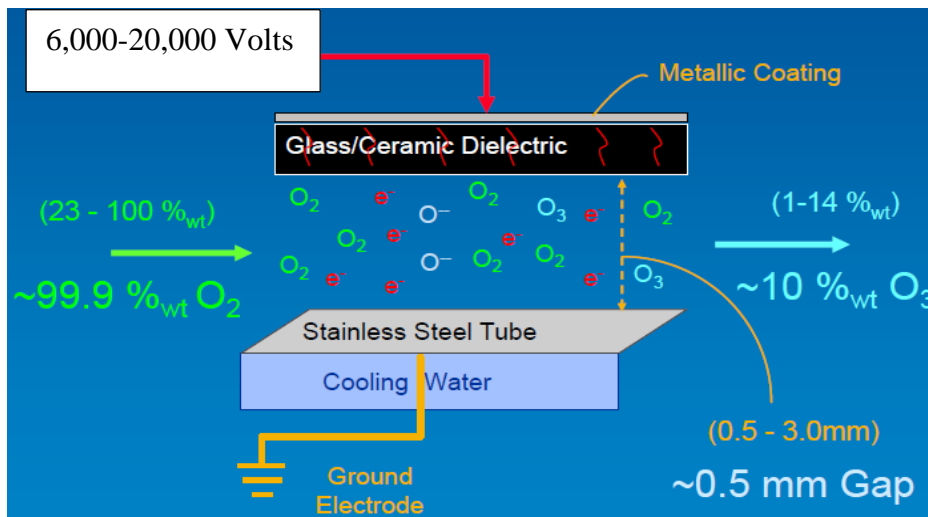 6,000-20,000 Volts
Metallic Coating
Glass/Ceramic Dielectric
(23 - 100 %wt)
~99.9 %wt O2
O2 e- O- O2 O3 e- O2
O2 e- O- O2 e- O2
O2 e- e- e- O3
(1-14 %wt)
~10 %wt O3
Stainless Steel Tube
Cooling Water
(0.5 - 3.0mm)
~0.5 mm Gap
Ground
Electrode